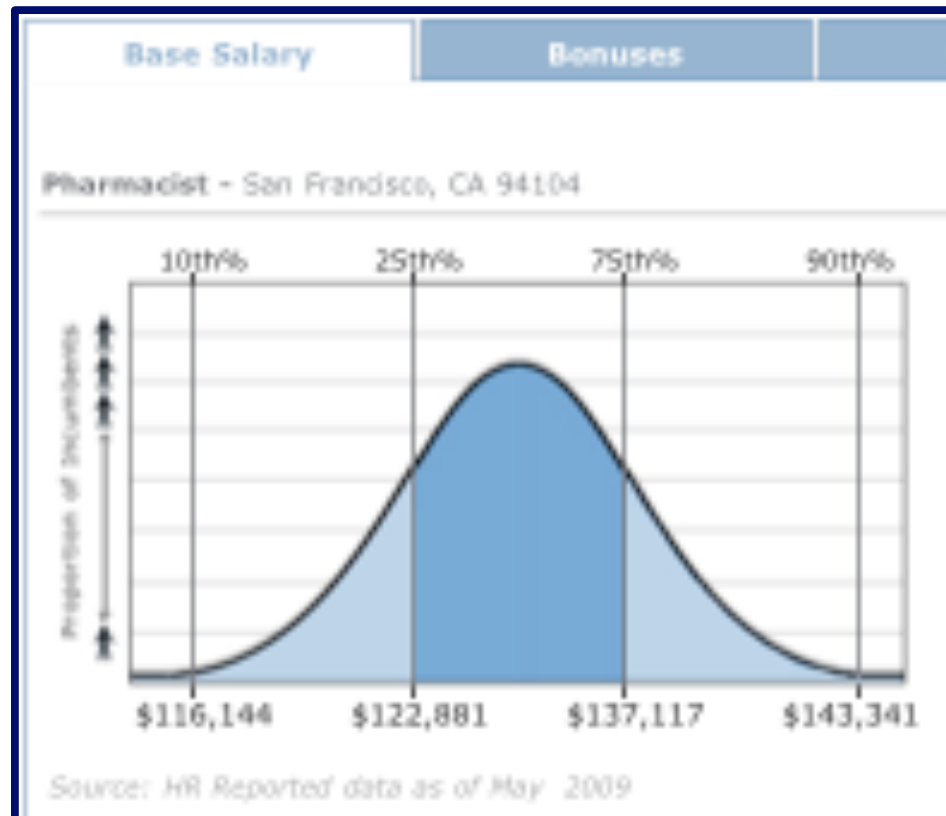 Base Salary
Bonuses
Pharmacist - San Francisco, CA 94104
10th%
25th%
75th%
90th%
Proportion of Incumbents
$116,144
$122,881
$137,117
$143,341
Source: HR Reported data as of May 2009